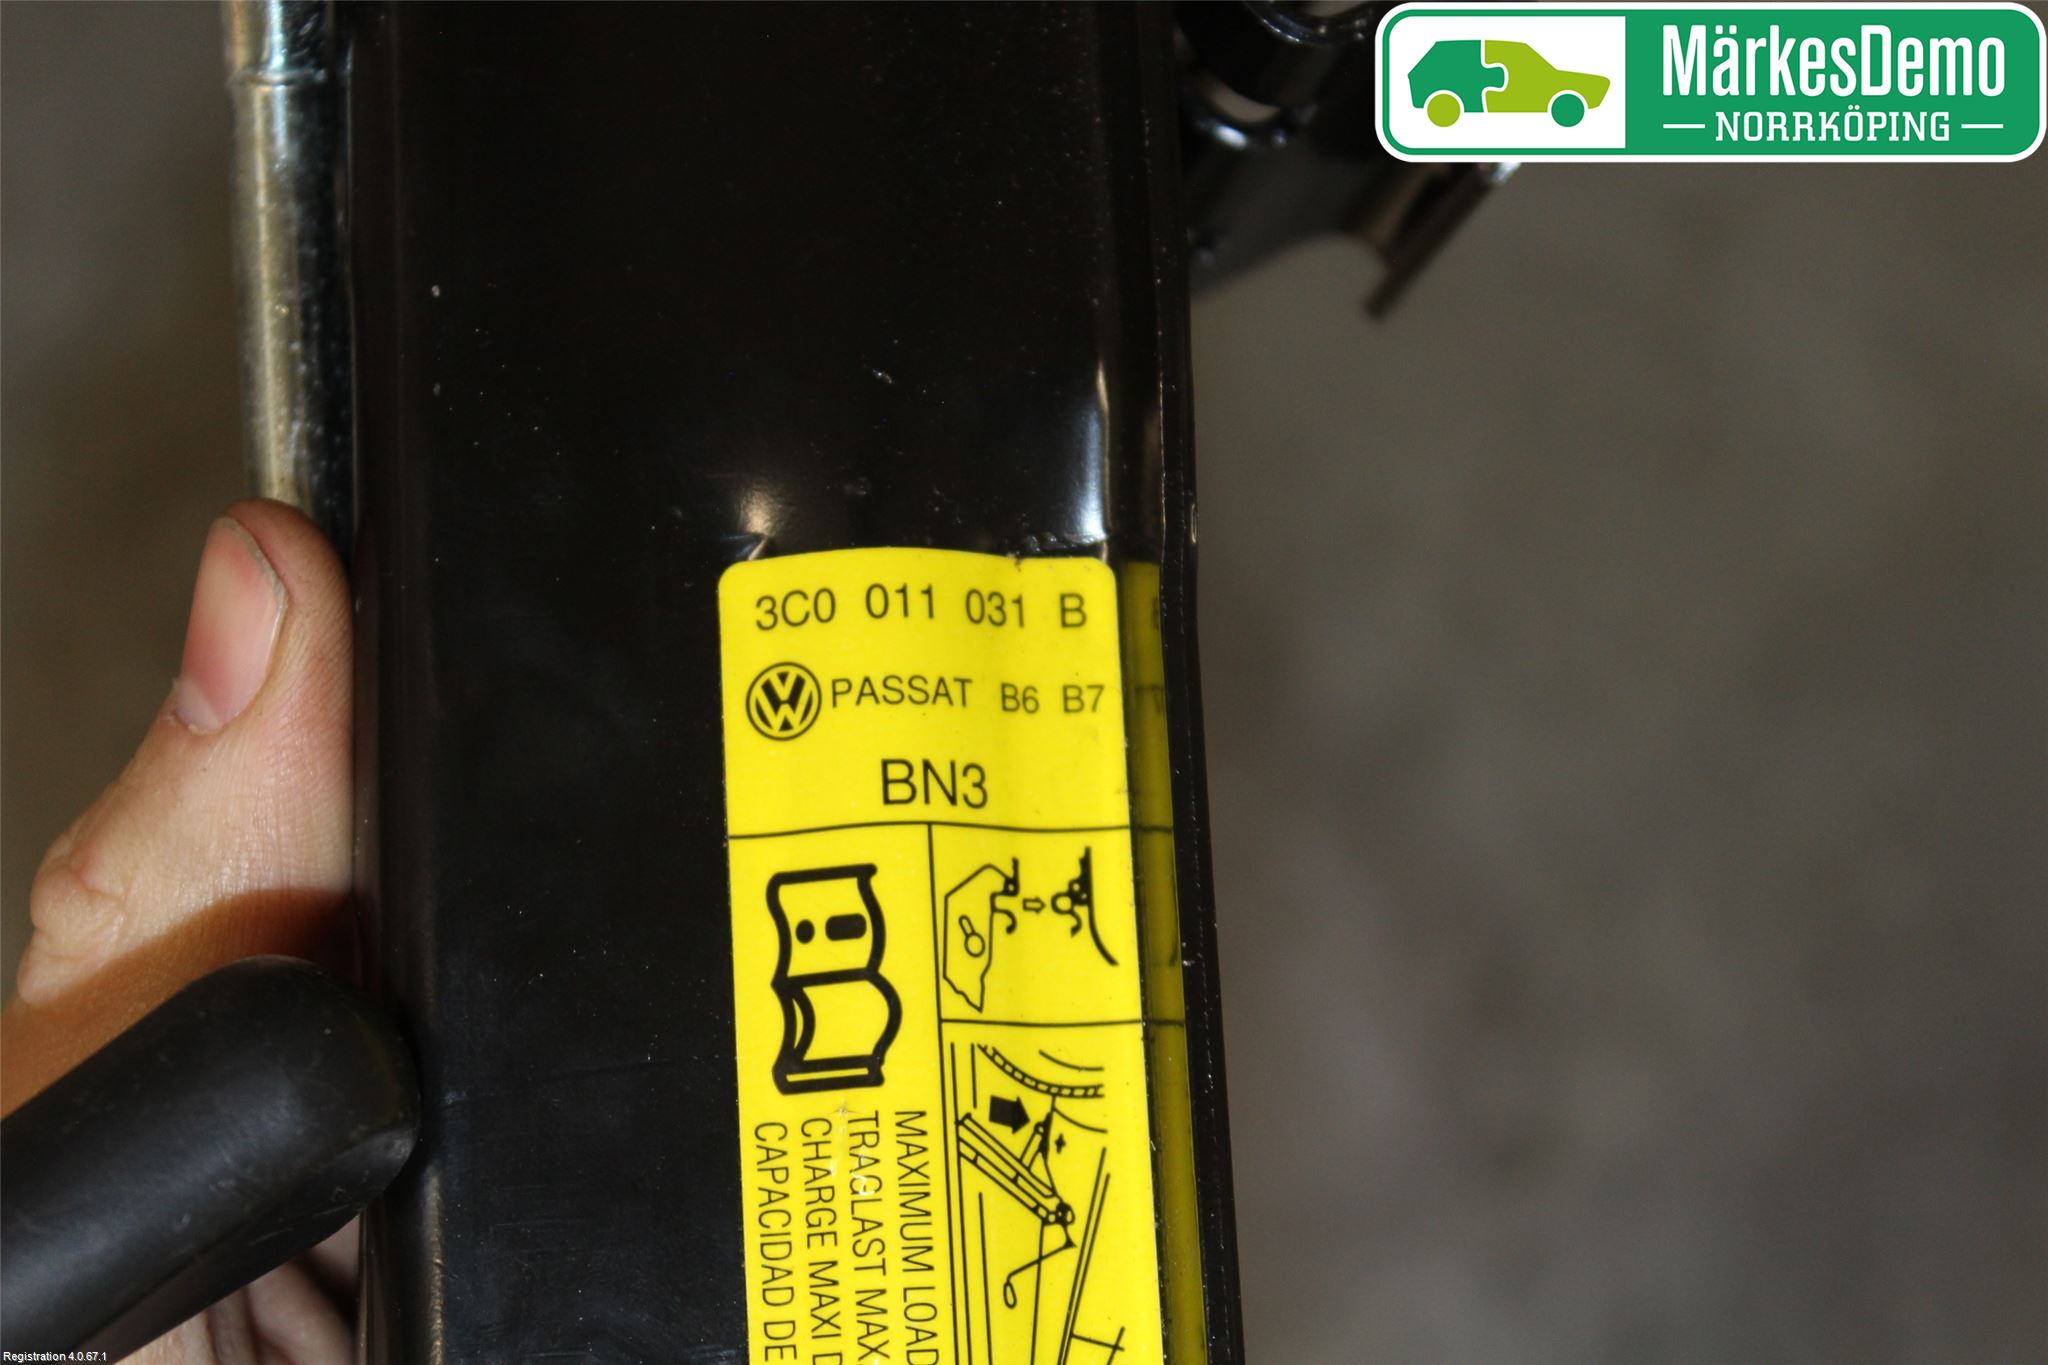 MärkesDemo
NORRKÖPING
3C0 011 031 B
PASSAT B6 B7
BN3
MAXIMUM LOAD
TRAGLAST MAX
CHARGE MAXI D
CAPACIDAD DE
Registration 4.0.67.1